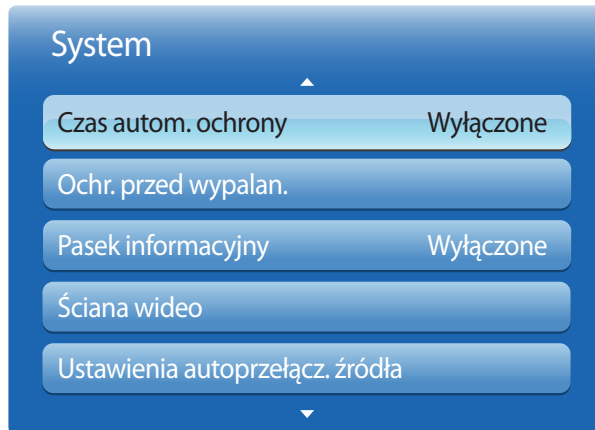 System
Czas autom. ochrony Wyłączone
Ochr. przed wypalan.
Pasek informacyjny Wyłączone
Ściana wideo
Ustawienia autoprzełącz. źródła